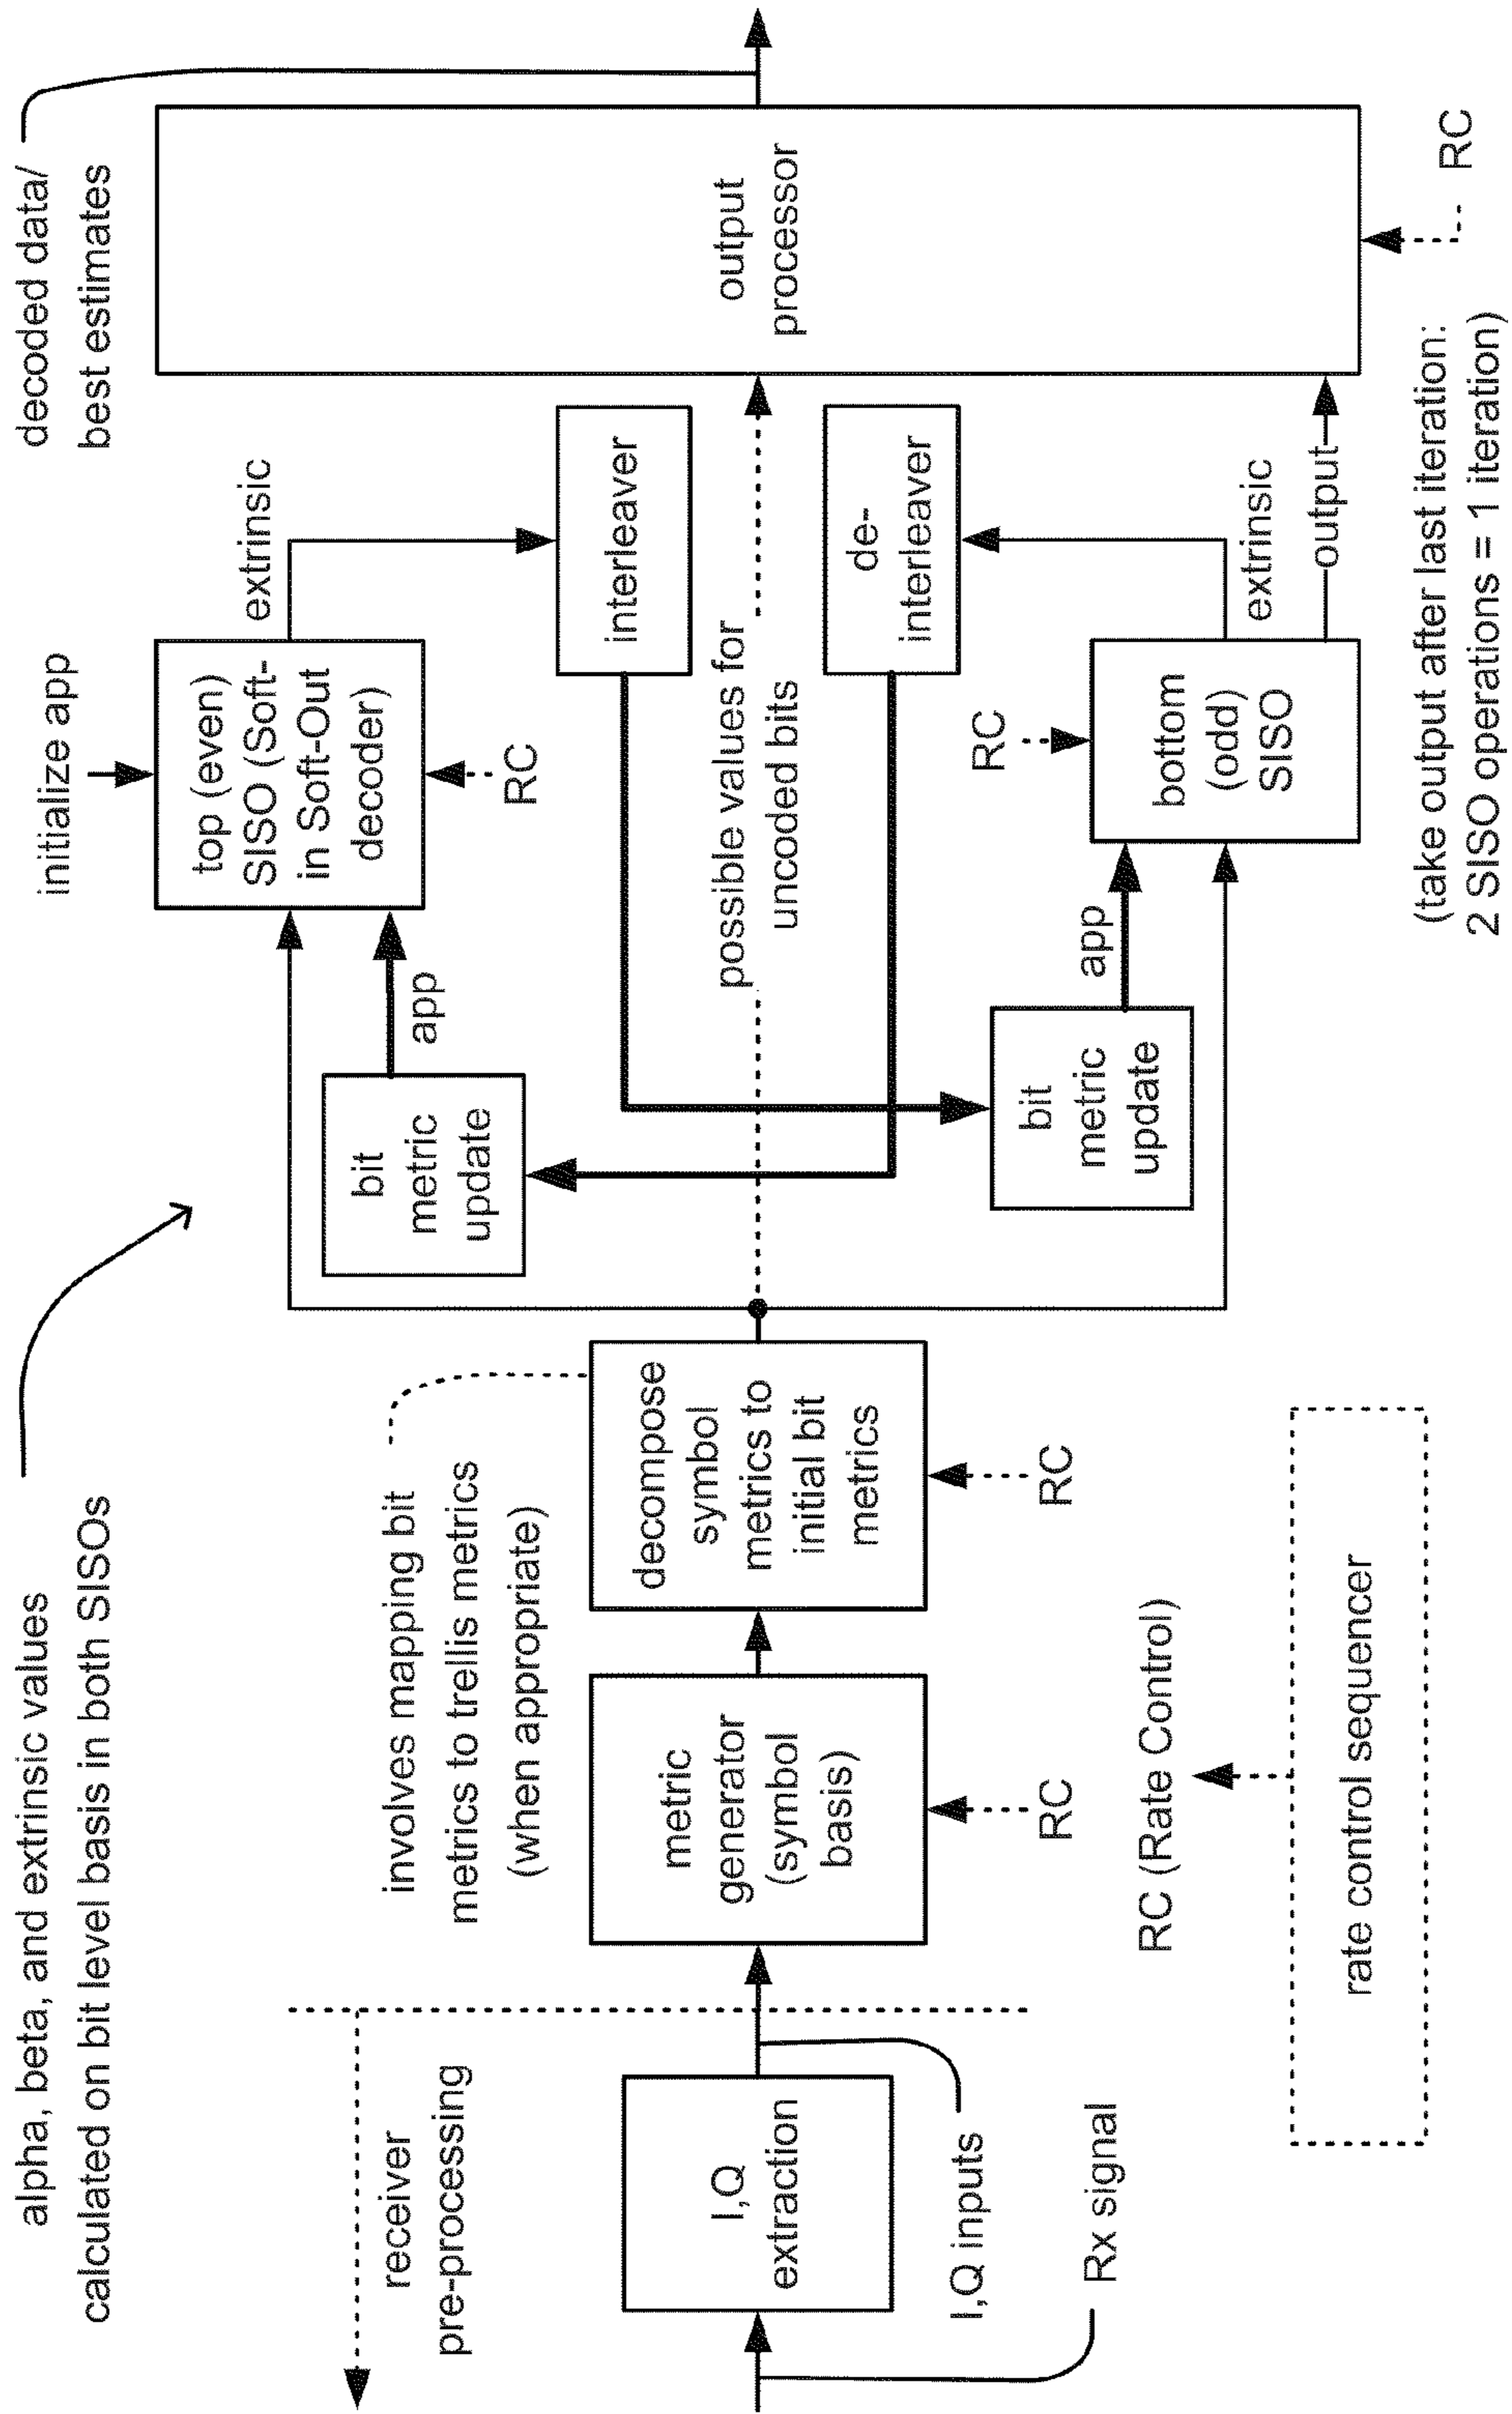 alpha, beta, and extrinsic values
calculated on bit level basis in both SISOs
decoded data/
best estimates
initialize app
receiver
pre-processing
involves mapping bit
metrics to trellis metrics
(when appropriate)
bit
metric
update
app
top (even)
SISO (Soft-
in Soft-Out
decoder)
RC
extrinsic
interleaver
I,Q
extraction
metric
generator
(symbol
basis)
decompose
symbol
metrics to
initial bit
metrics
possible values for
uncoded bits
output
processor
de-
interleaver
I,Q inputs
Rx signal
RC
RC
bit
metric
update
app
RC
bottom
(odd)
SISO
extrinsic
output
RC
RC (Rate Control)
rate control sequencer
(take output after last iteration:
2 SISO operations = 1 iteration)